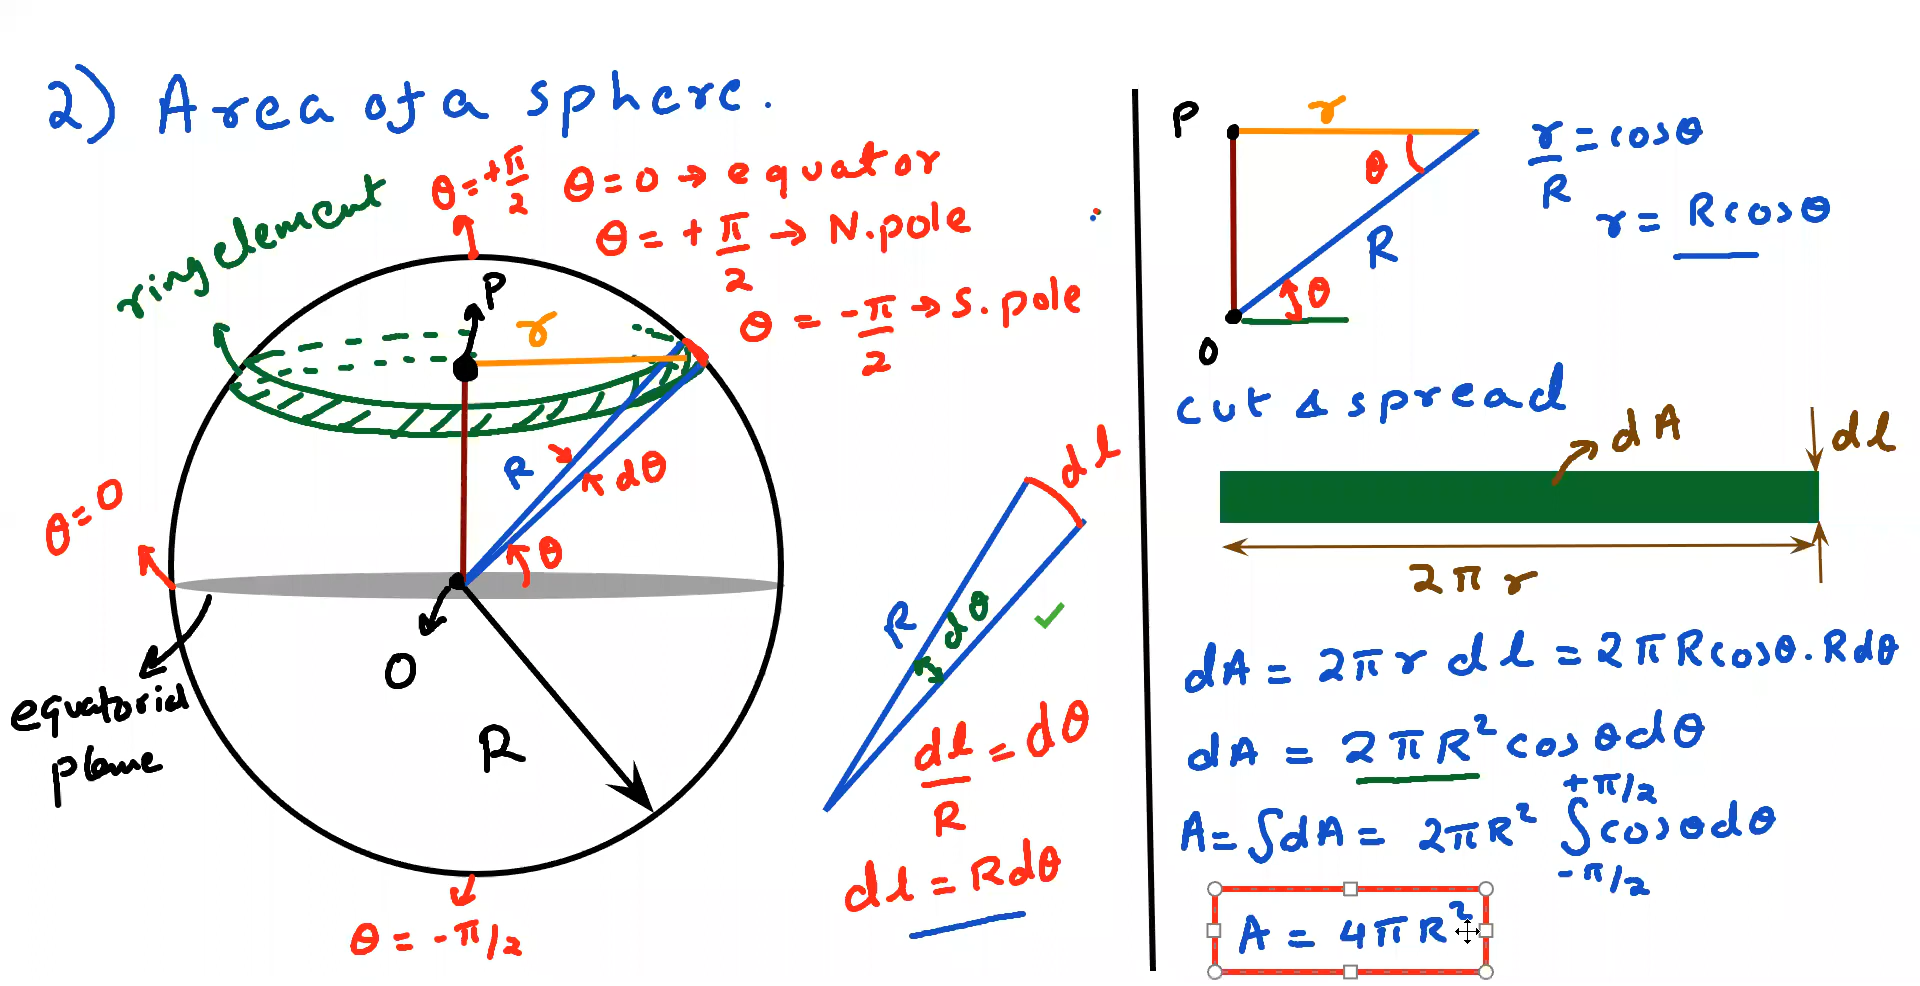 2) Area of a sphere.
θ = +π/2
θ = 0 → equator
θ = + π/2 → N.pole
θ = -π/2 → S.pole
ring element
P
r
R
dθ
θ
θ = 0
O
equatorial
plane
R
θ = -π/2
dl
R
dθ
✓
dl/R = dθ
dl = Rdθ
P
r
θ
R
θ
O
r/R = cosθ
r = Rcosθ
cut & spread
dA
dl
2πr
dA = 2πr dl = 2πRcosθ.Rdθ
dA = 2πR² cosθdθ
A = ∫dA = 2πR² ∫_{-π/2}^{+π/2} cosθdθ
A = 4πR²